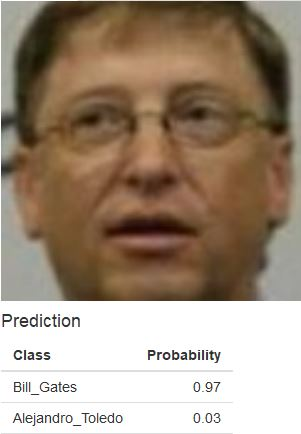 Prediction
Class Probability
Bill_Gates 0.97
Alejandro_Toledo 0.03